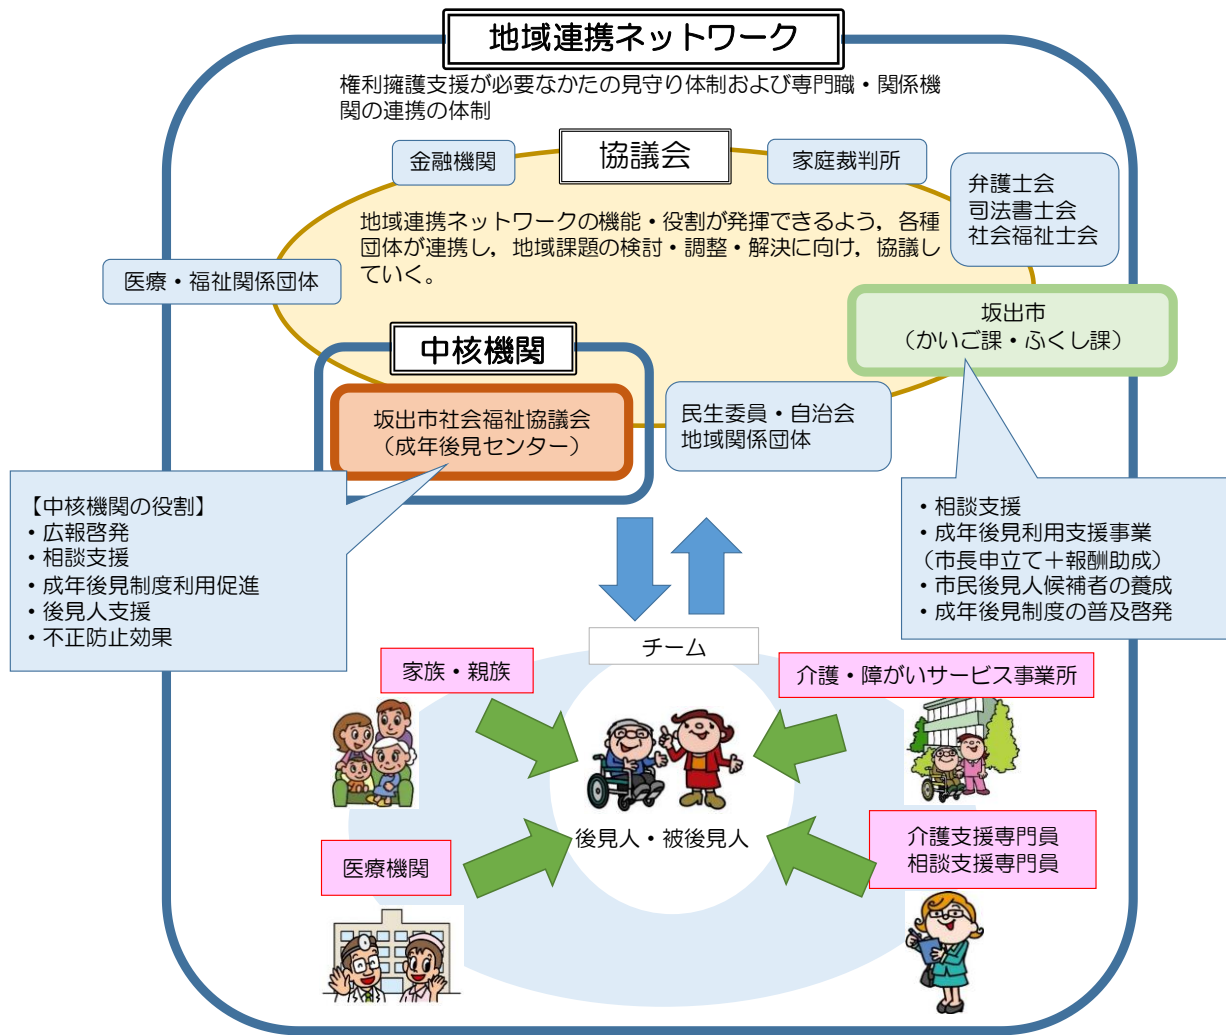 地域連携ネットワーク
権利擁護支援が必要なかたの見守り体制および専門職・関係機
関の連携の体制
金融機関
協議会
家庭裁判所
弁護士会
司法書士会
社会福祉士会
地域連携ネットワークの機能・役割が発揮できるよう，各種
団体が連携し，地域課題の検討・調整・解決に向け，協議し
ていく。
医療・福祉関係団体
坂出市
（かいご課・ふくし課）
中核機関
坂出市社会福祉協議会
（成年後見センター）
民生委員・自治会
地域関係団体
【中核機関の役割】
・広報啓発
・相談支援
・成年後見制度利用促進
・後見人支援
・不正防止効果
・相談支援
・成年後見利用支援事業
（市長申立て＋報酬助成）
・市民後見人候補者の養成
・成年後見制度の普及啓発
チーム
家族・親族
介護・障がいサービス事業所
後見人・被後見人
医療機関
介護支援専門員
相談支援専門員